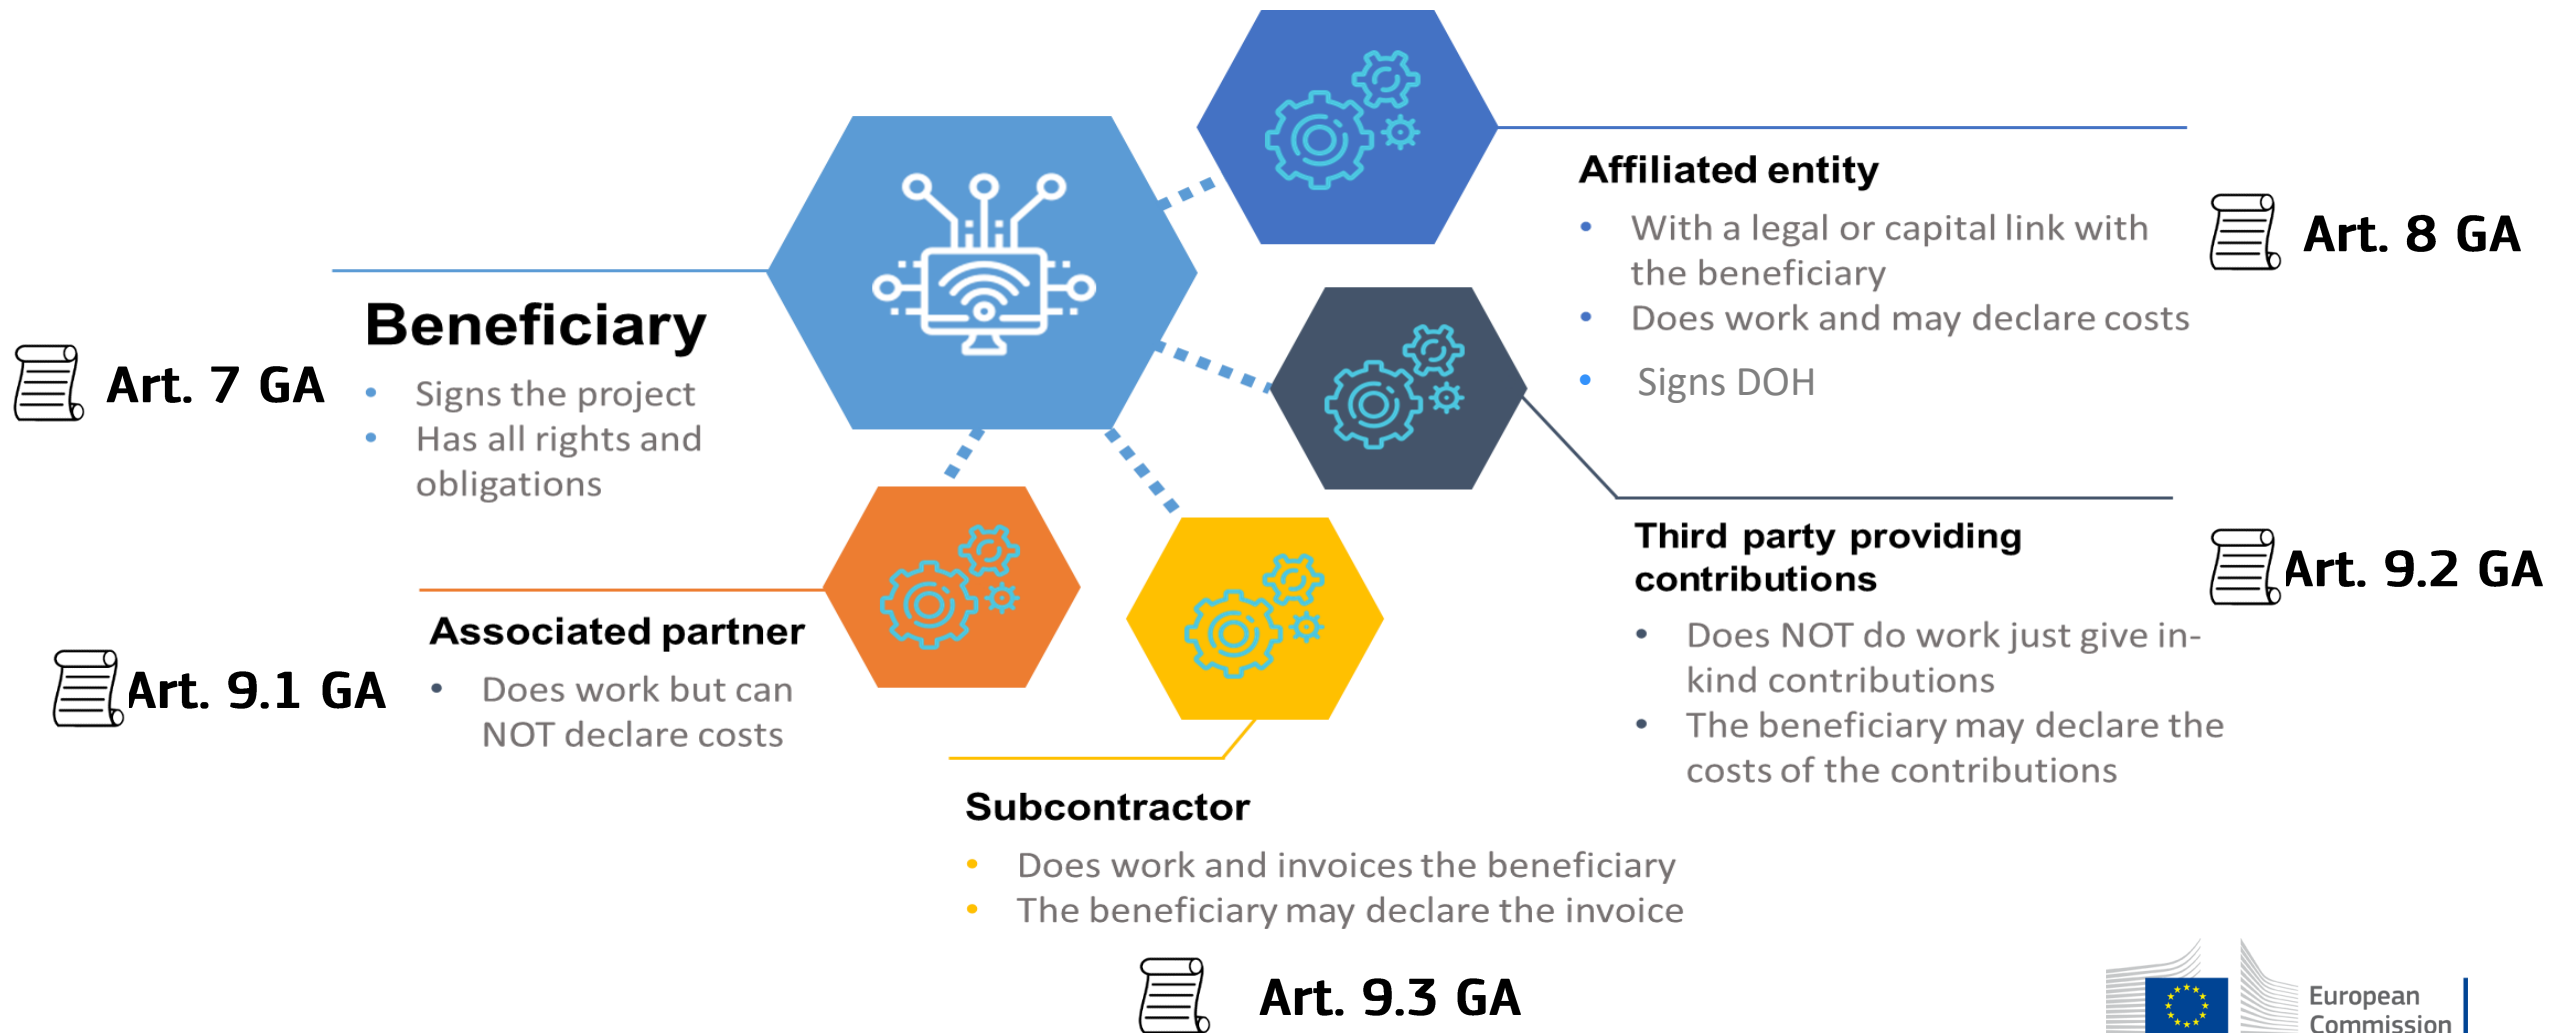 Beneficiary
Art. 7 GA
• Signs the project
• Has all rights and
obligations
Affiliated entity
• With a legal or capital link with
the beneficiary
• Does work and may declare costs
• Signs DOH
Art. 8 GA
Third party providing
contributions
• Does NOT do work just give in-
kind contributions
• The beneficiary may declare the
costs of the contributions
Art. 9.2 GA
Associated partner
• Does work but can
NOT declare costs
Art. 9.1 GA
Subcontractor
• Does work and invoices the beneficiary
• The beneficiary may declare the invoice
Art. 9.3 GA
European
Commission